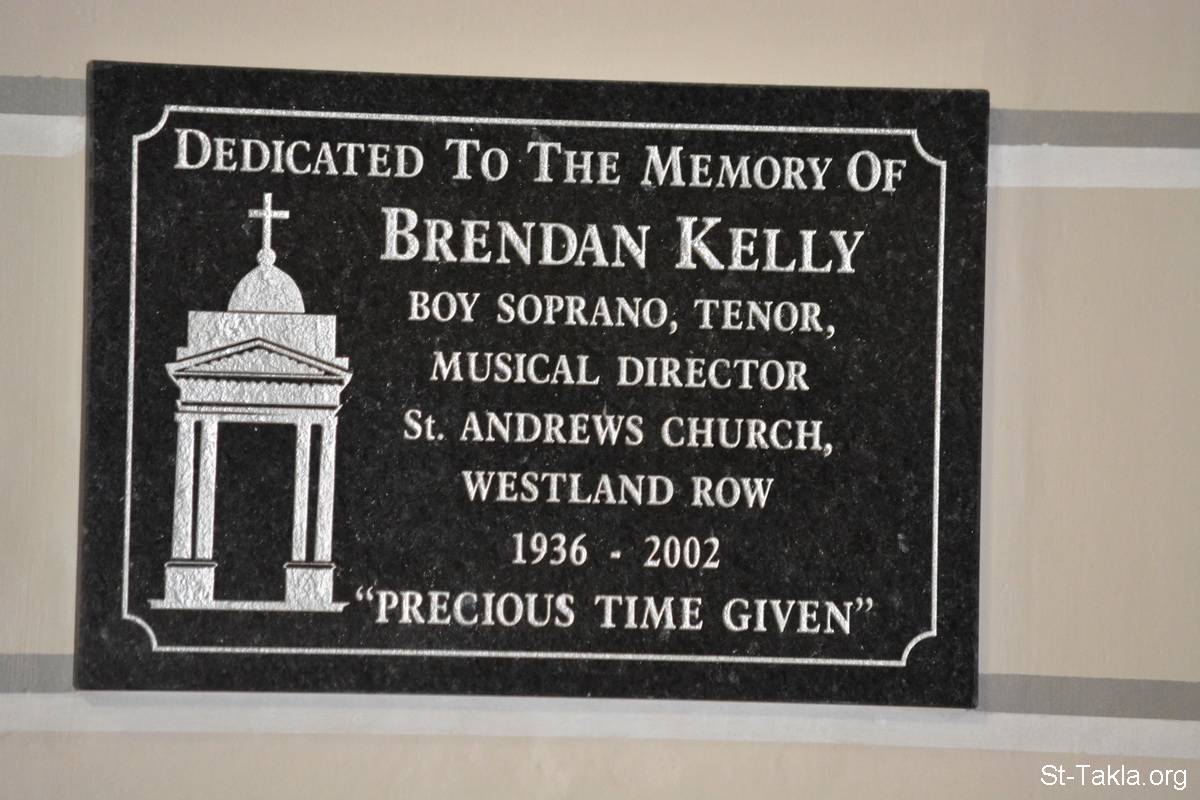 Dedicated To The Memory Of
Brendan Kelly
BOY SOPRANO, TENOR,
MUSICAL DIRECTOR
St. ANDREWS CHURCH,
WESTLAND ROW
1936 - 2002
“PRECIOUS TIME GIVEN”
St-Takla.org